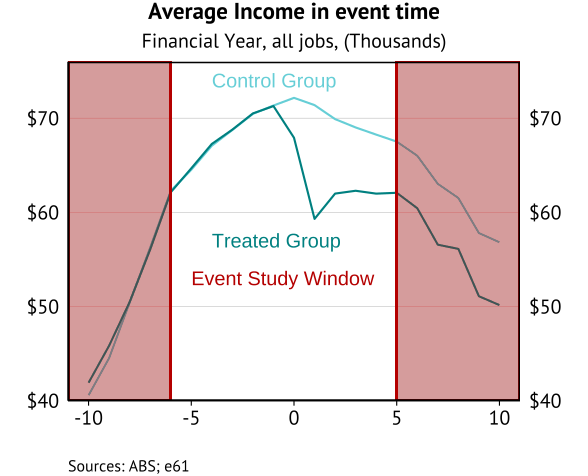 Average Income in event time
Financial Year, all jobs, (Thousands)
Control Group
$70 $70
$60 $60
Treated Group
Event Study Window
$50 $50
$40 $40
-10 -5 0 5 10
Sources: ABS; e61